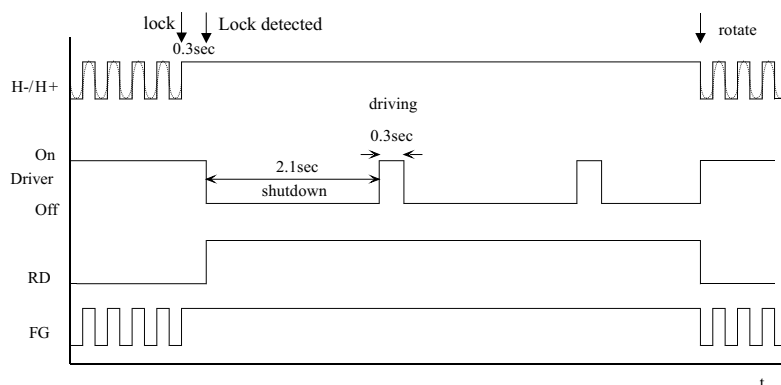 lock
Lock detected
rotate
0.3sec
H-/H+
driving
0.3sec
On
2.1sec
Driver
shutdown
Off
RD
FG
t